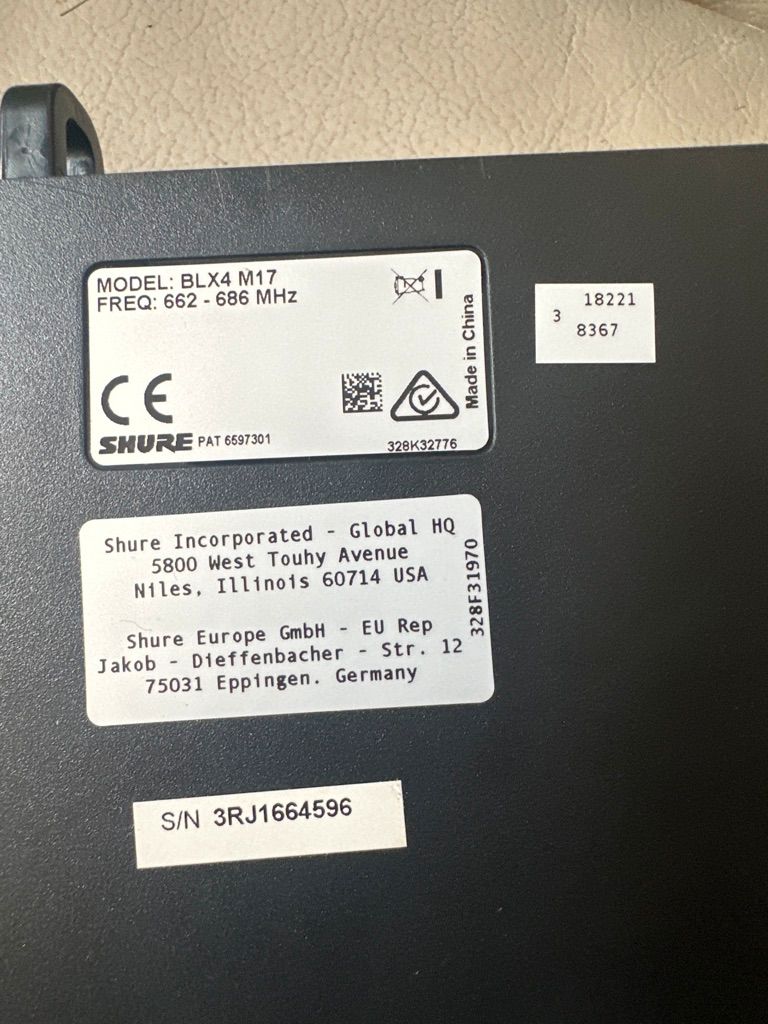 MODEL: BLX4 M17
FREQ: 662 - 686 MHz
Made in China
CE
SHURE PAT 6597301
328K32776
3 18221
8367
Shure Incorporated - Global HQ
5800 West Touhy Avenue
Niles, Illinois 60714 USA
Shure Europe GmbH - EU Rep
Jakob - Dieffenbacher - Str. 12
75031 Eppingen. Germany
328F31970
S/N 3RJ1664596